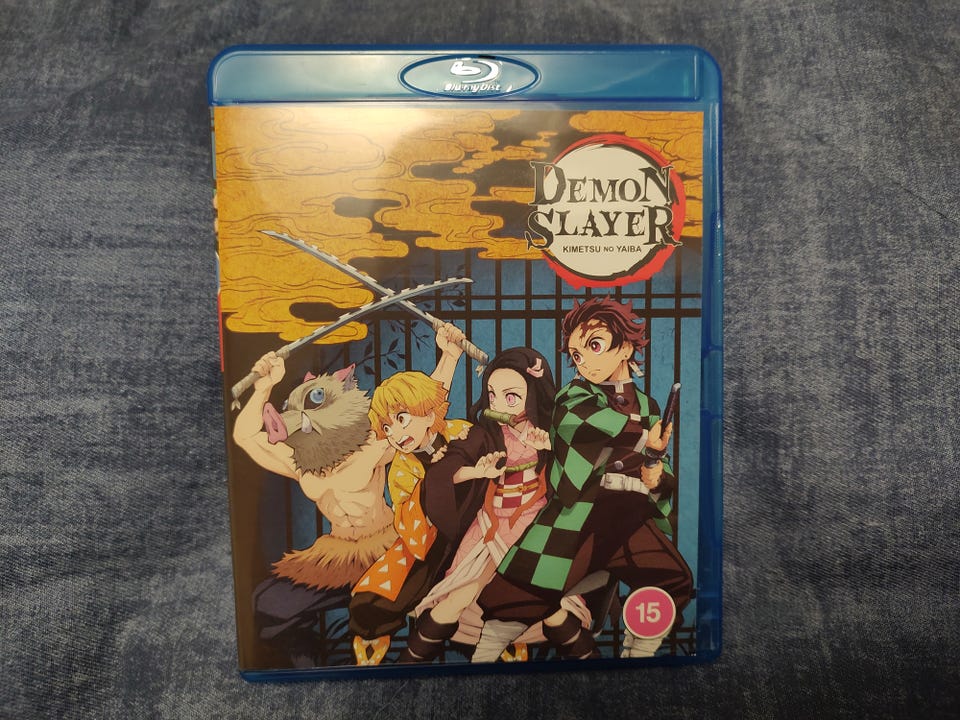 Blu-ray Disc
DEMON
SLAYER
KIMETSU NO YAIBA
15